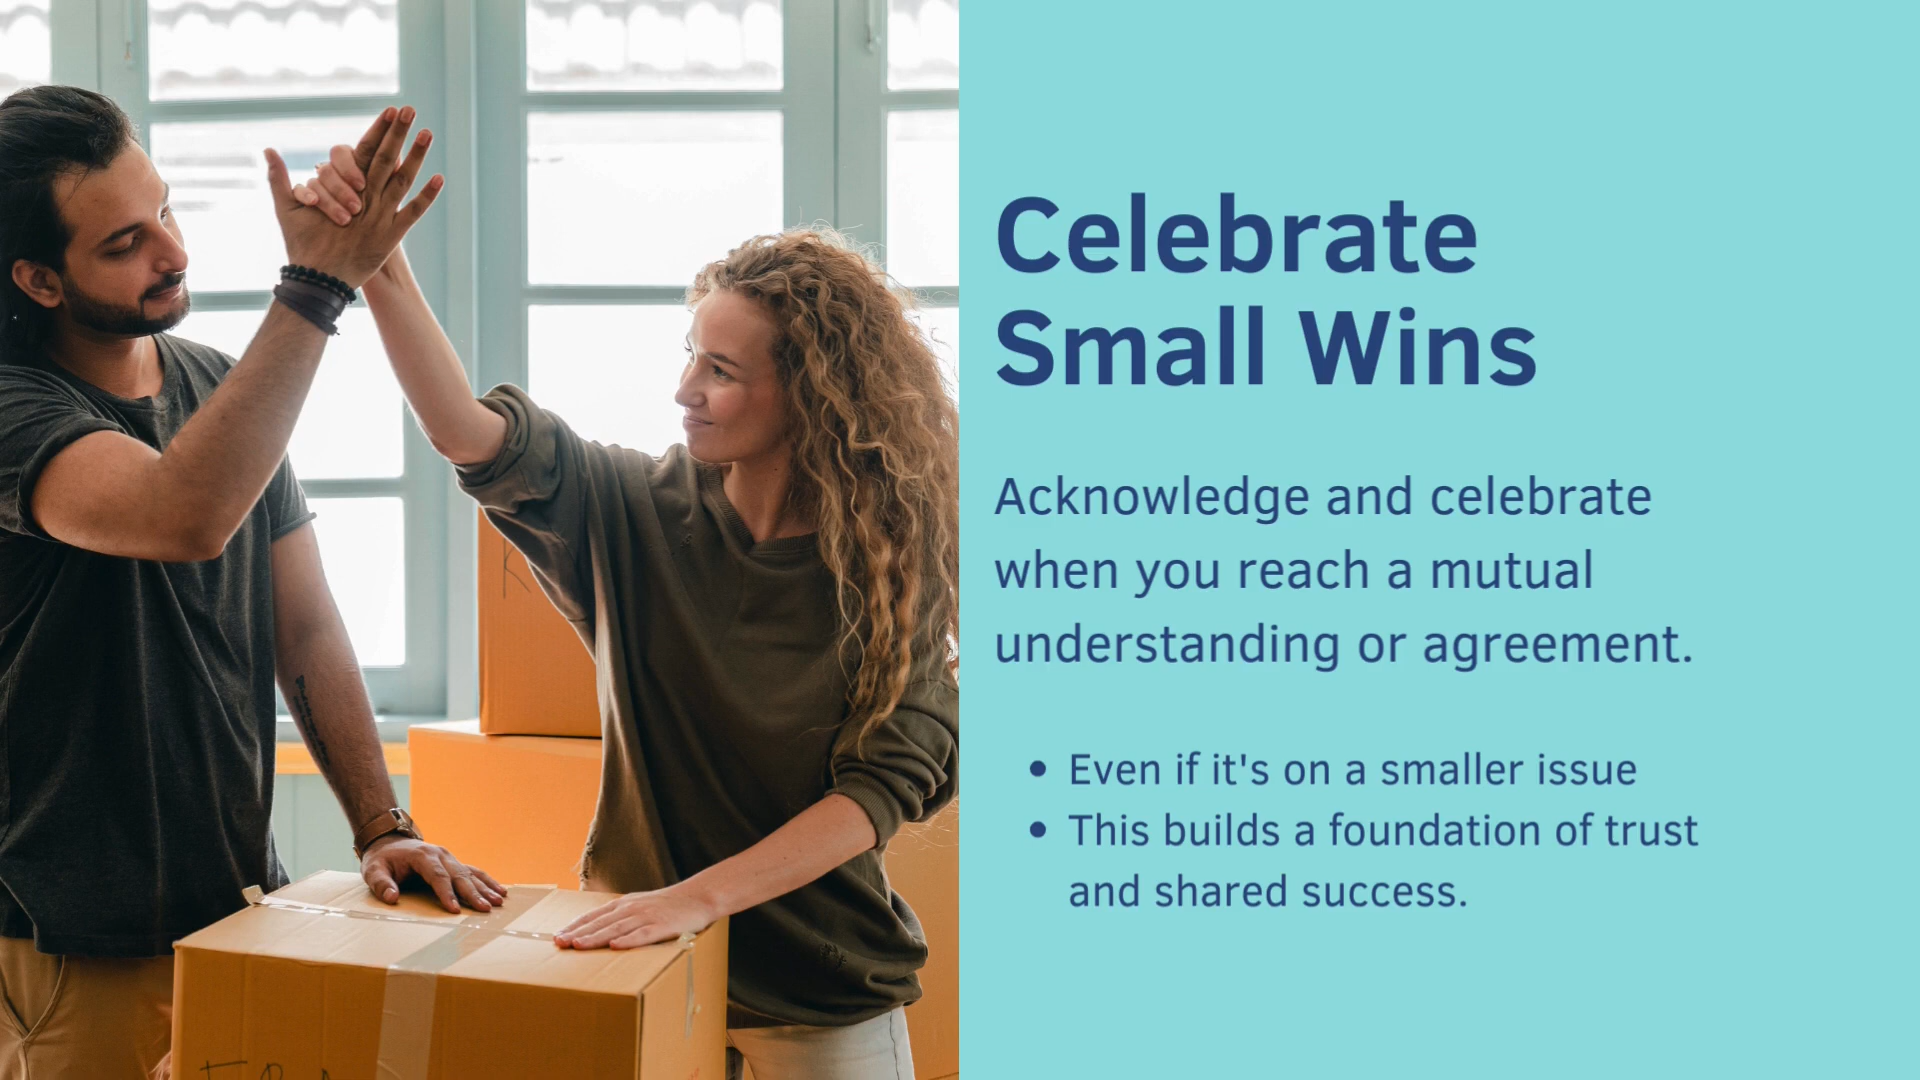 Celebrate
Small Wins
Acknowledge and celebrate
when you reach a mutual
understanding or agreement.
• Even if it's on a smaller issue
• This builds a foundation of trust
and shared success.